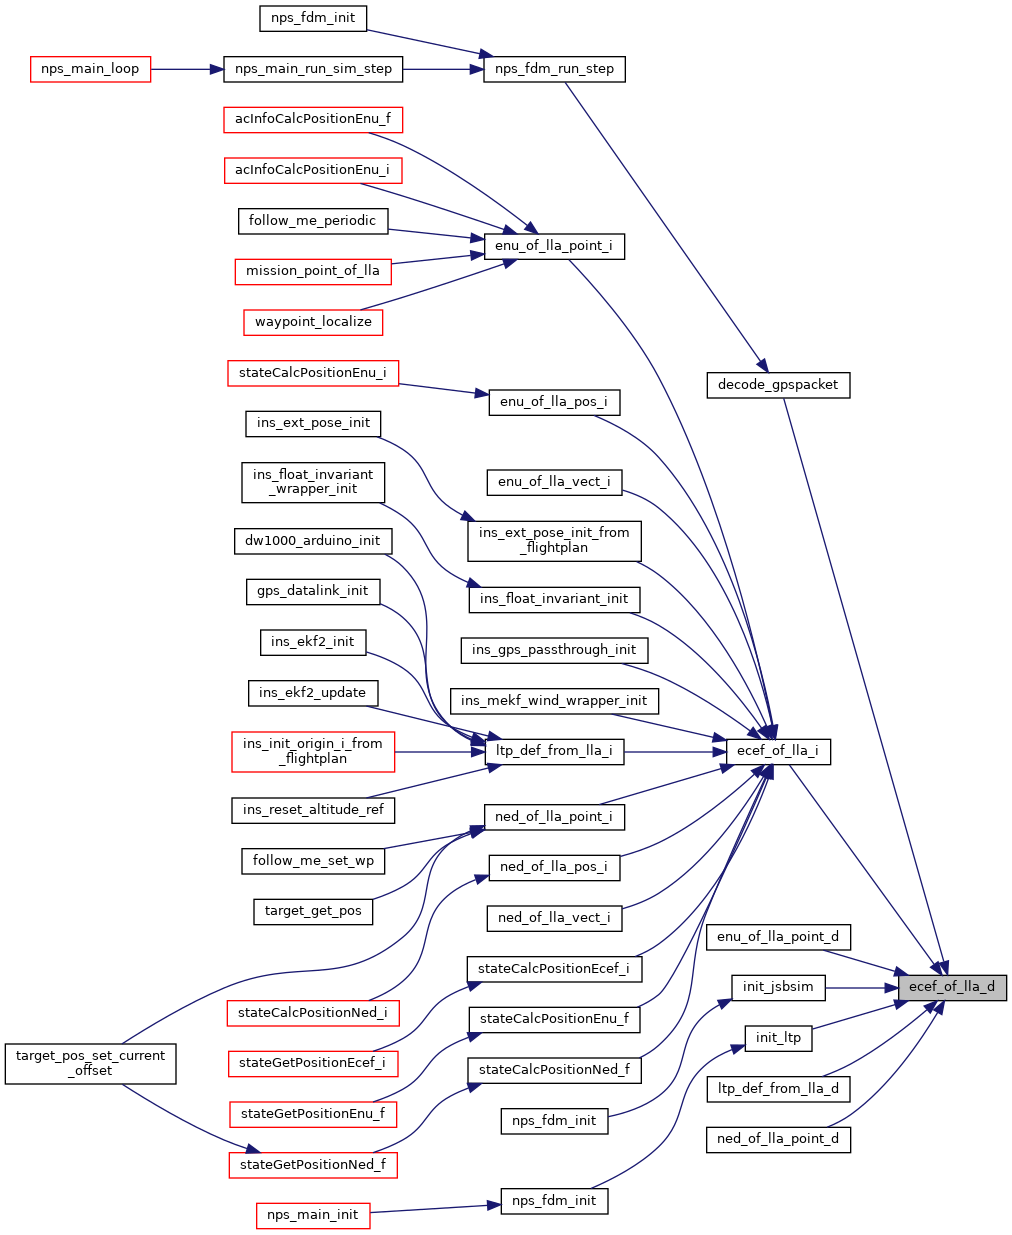 nps_fdm_init
nps_main_loop
nps_main_run_sim_step
nps_fdm_run_step
acInfoCalcPositionEnu_f
acInfoCalcPositionEnu_i
follow_me_periodic
enu_of_lla_point_i
mission_point_of_lla
waypoint_localize
stateCalcPositionEnu_i
decode_gpspacket
enu_of_lla_pos_i
ins_ext_pose_init
ins_float_invariant
_wrapper_init
enu_of_lla_vect_i
dw1000_arduino_init
ins_ext_pose_init_from
_flightplan
gps_datalink_init
ins_float_invariant_init
ins_ekf2_init
ins_gps_passthrough_init
ins_ekf2_update
ins_mekf_wind_wrapper_init
ins_init_origin_i_from
_flightplan
ltp_def_from_lla_i
ecef_of_lla_i
ins_reset_altitude_ref
ned_of_lla_point_i
follow_me_set_wp
ned_of_lla_pos_i
target_get_pos
ned_of_lla_vect_i
enu_of_lla_point_d
stateCalcPositionEcef_i
init_jsbsim
ecef_of_lla_d
stateCalcPositionNed_i
stateCalcPositionEnu_f
init_ltp
target_pos_set_current
_offset
stateGetPositionEcef_i
stateCalcPositionNed_f
ltp_def_from_lla_d
stateGetPositionEnu_f
nps_fdm_init
ned_of_lla_point_d
stateGetPositionNed_f
nps_main_init
nps_fdm_init